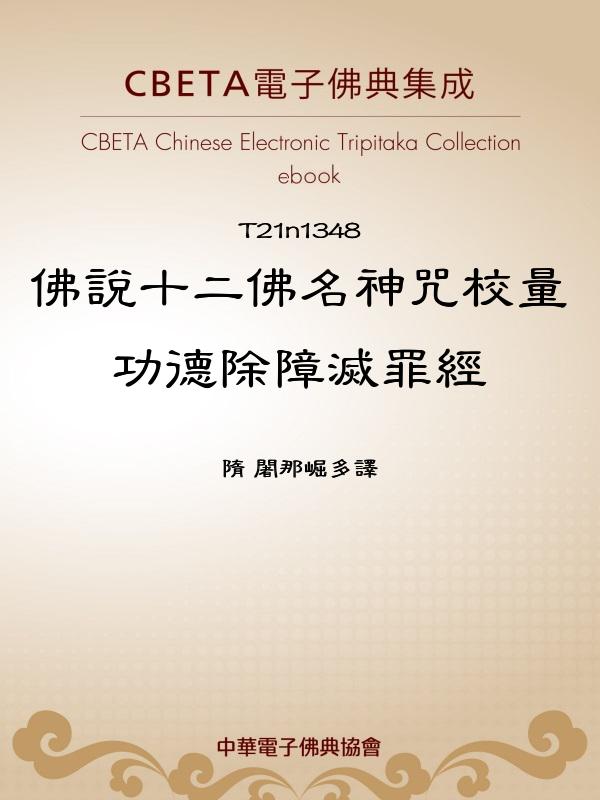 CBETA電子佛典集成
CBETA Chinese Electronic Tripitaka Collection
ebook
T21n1348
佛說十二佛名神咒校量
功德除障滅罪經
隋 闍那崛多譯
中華電子佛典協會